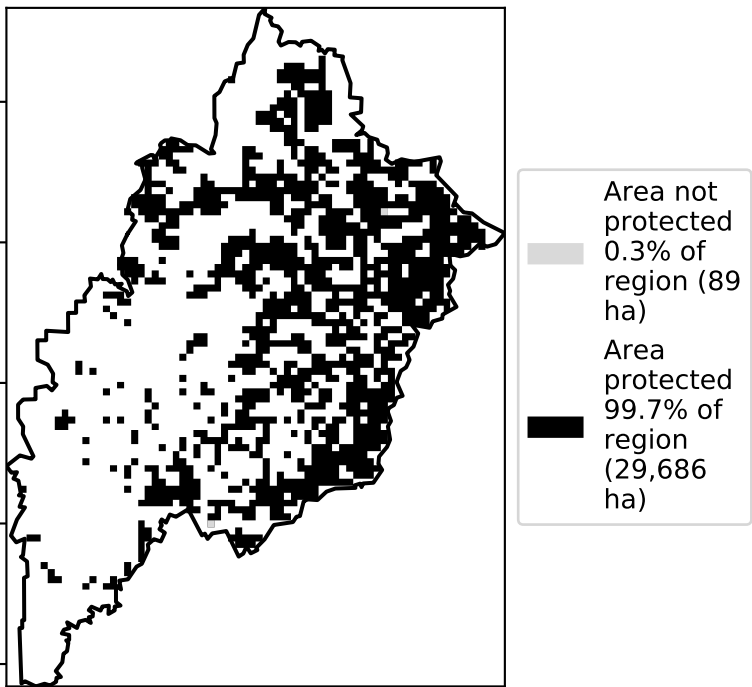 Area not
protected
0.3% of
region (89
ha)
Area
protected
99.7% of
region
(29,686
ha)